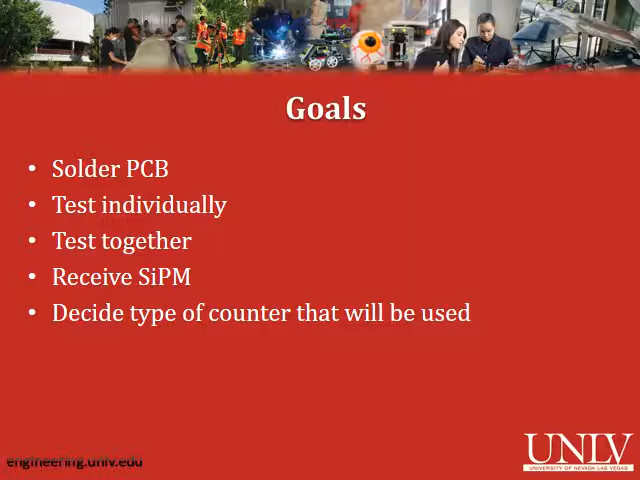 Goals
• Solder PCB
• Test individually
• Test together
• Receive SiPM
• Decide type of counter that will be used
engineering.unlv.edu
UNLV
UNIVERSITY OF NEVADA LAS VEGAS